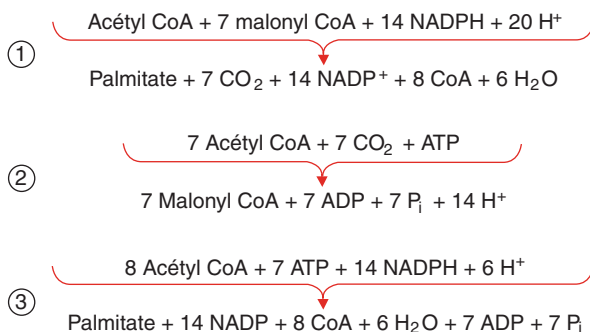 Acétyl CoA + 7 malonyl CoA + 14 NADPH + 20 H⁺
①
Palmitate + 7 CO₂ + 14 NADP⁺ + 8 CoA + 6 H₂O
7 Acétyl CoA + 7 CO₂ + ATP
②
7 Malonyl CoA + 7 ADP + 7 Pᵢ + 14 H⁺
8 Acétyl CoA + 7 ATP + 14 NADPH + 6 H⁺
③
Palmitate + 14 NADP + 8 CoA + 6 H₂O + 7 ADP + 7 Pᵢ